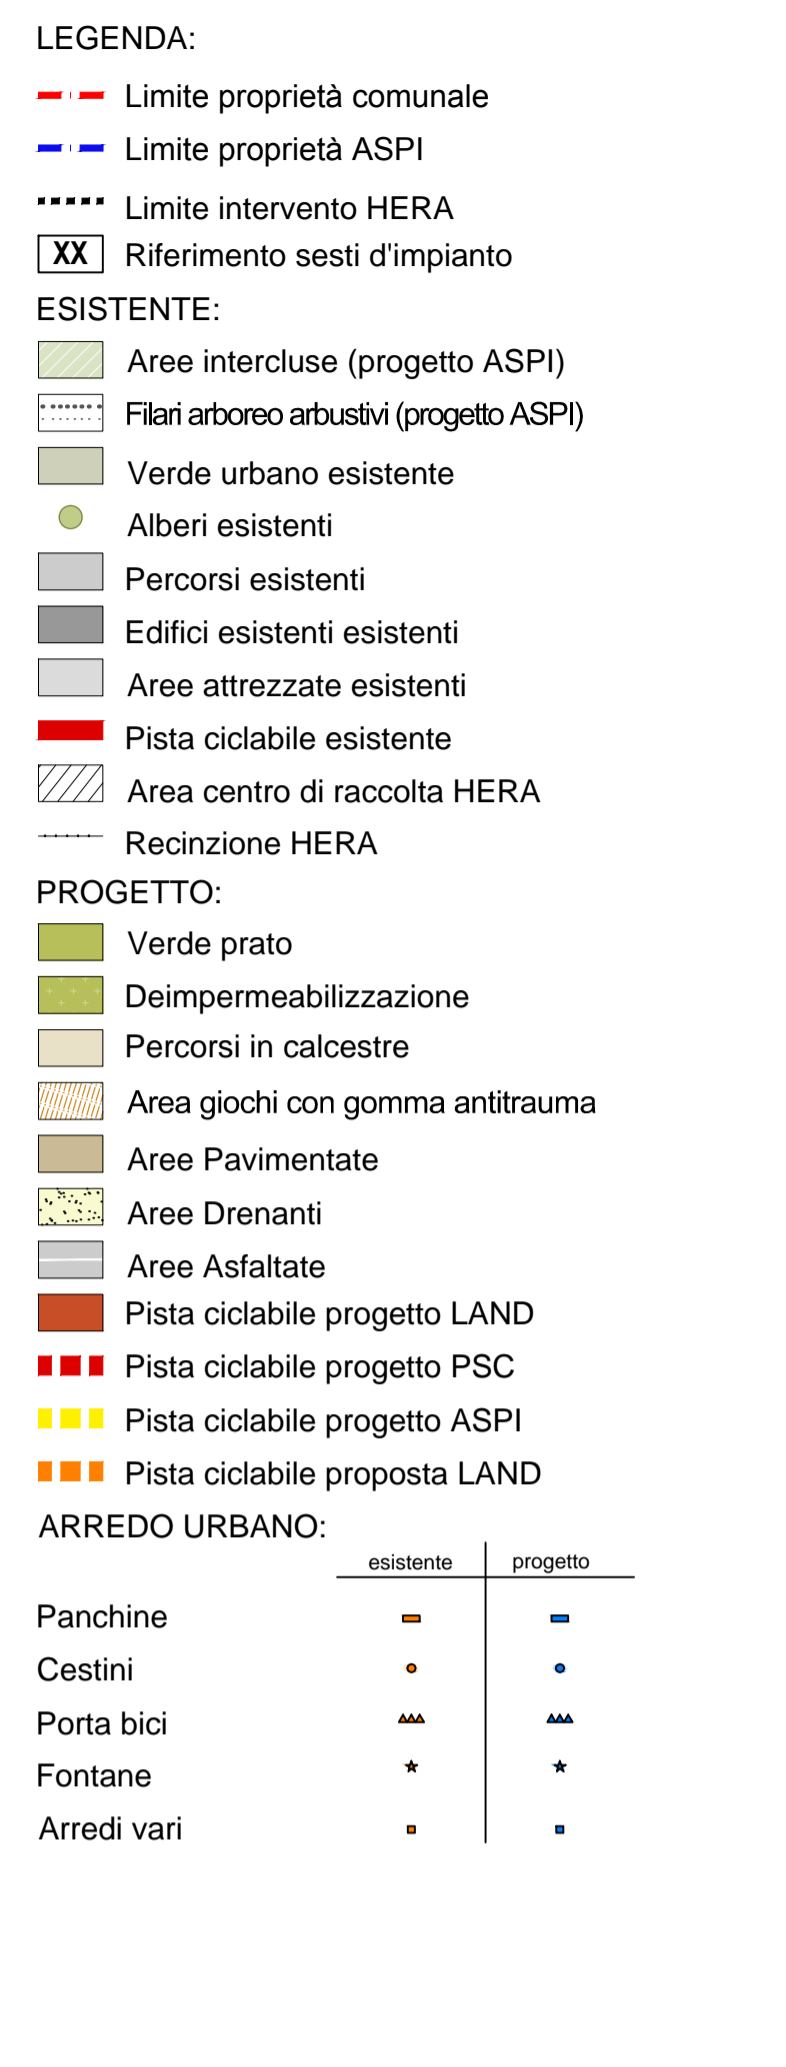 LEGENDA:
Limite proprietà comunale
Limite proprietà ASPI
Limite intervento HERA
XX Riferimento sesti d'impianto
ESISTENTE:
Aree intercluse (progetto ASPI)
Filari arboreo arbustivi (progetto ASPI)
Verde urbano esistente
Alberi esistenti
Percorsi esistenti
Edifici esistenti esistenti
Aree attrezzate esistenti
Pista ciclabile esistente
Area centro di raccolta HERA
Recinzione HERA
PROGETTO:
Verde prato
Deimpermeabilizzazione
Percorsi in calcestre
Area giochi con gomma antitrauma
Aree Pavimentate
Aree Drenanti
Aree Asfaltate
Pista ciclabile progetto LAND
Pista ciclabile progetto PSC
Pista ciclabile progetto ASPI
Pista ciclabile proposta LAND
ARREDO URBANO:
esistente progetto
Panchine
Cestini
Porta bici
Fontane
Arredi vari